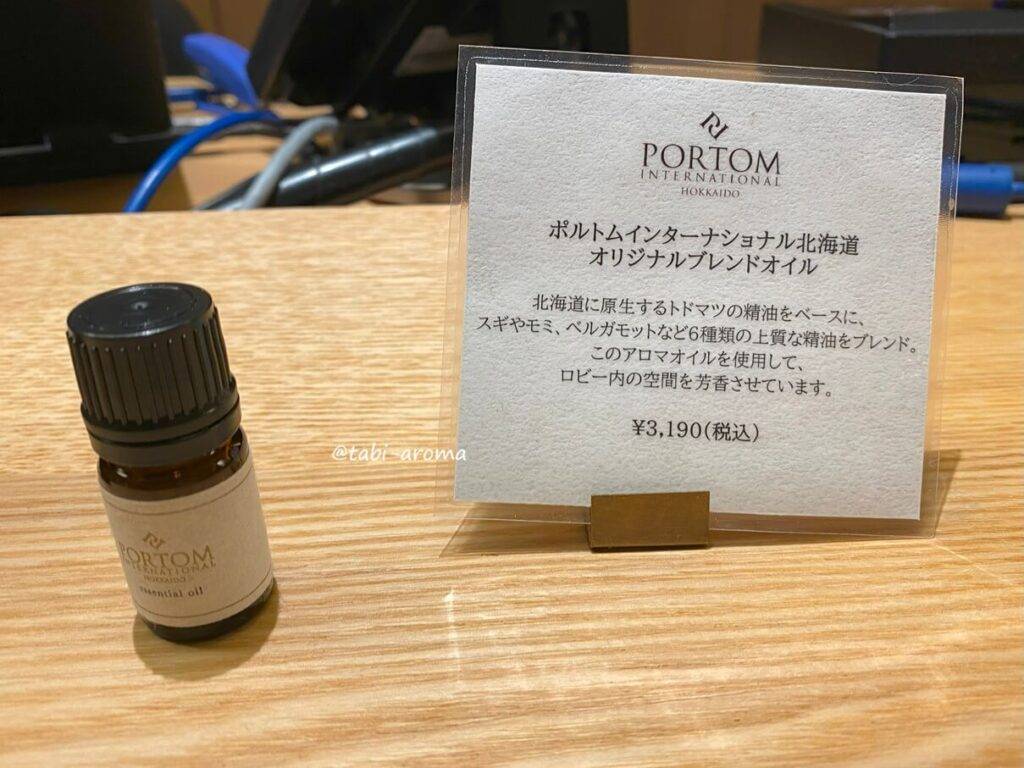 PORTOM
INTERNATIONAL
HOKKAIDO
ポルトムインターナショナル北海道
オリジナルブレンドオイル
北海道に原生するトドマツの精油をベースに、
スギやモミ、ベルガモットなど6種類の上質な精油をブレンド。
このアロマオイルを使用して、
ロビー内の空間を芳香させています。
¥3,190(税込)
@tabi-aroma
PORTOM
INTERNATIONAL
HOKKAIDO
essential oil